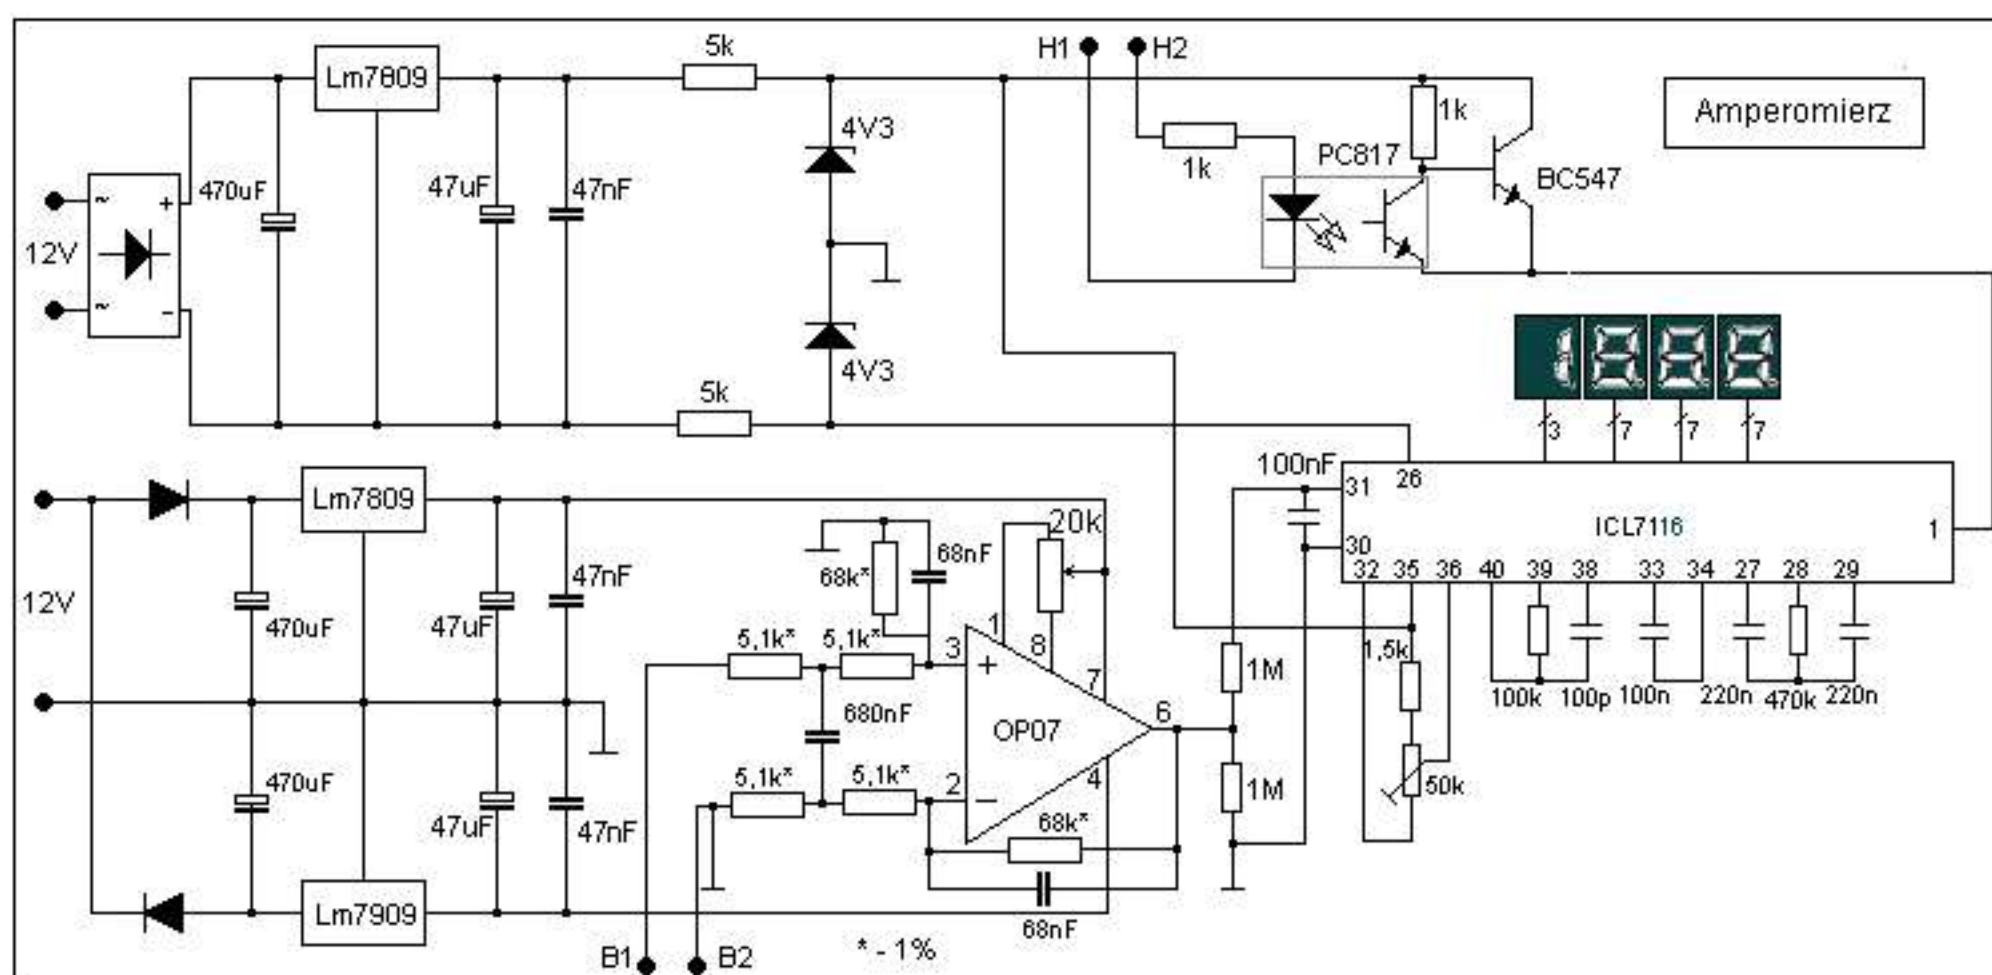 5k
H1
H2
Lm7809
4V3
1k
Amperomierz
PC817
1k
BC547
470uF
47uF
47nF
~
+
12V
~
-
4V3
5k
3
7
7
7
100nF
31
26
Lm7809
ICL7116
1
20k
30
68nF
68k*
47nF
32
35
36
40
39
38
33
34
27
28
29
12V
470uF
47uF
5,1k*
5,1k*
1
8
3
+
7
1,5k
1M
100k
100p
100n
220n
470k
220n
680nF
OP07
6
470uF
5,1k*
5,1k*
2
-
4
1M
50k
47uF
47nF
68k*
Lm7909
68nF
B1
B2
* - 1%